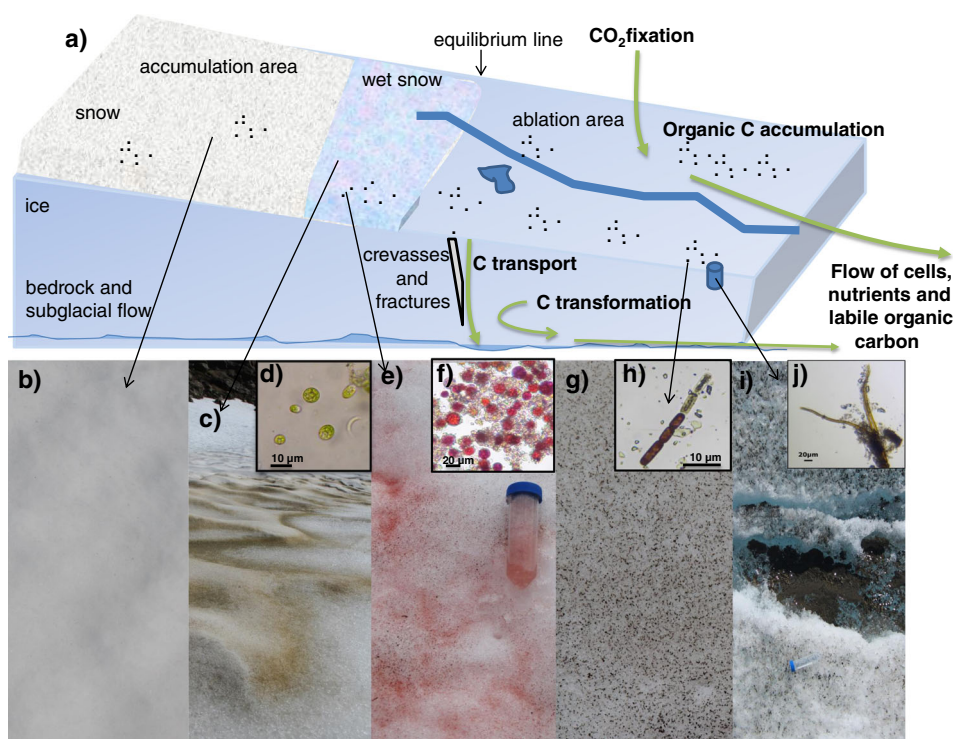 a)
equilibrium line
CO₂fixation
accumulation area
wet snow
snow
ablation area
Organic C accumulation
ice
crevasses
and
fractures
C transport
bedrock and
subglacial flow
C transformation
Flow of cells,
nutrients and
labile organic
carbon
b)
c)
d)
10 µm
e)
f)
20 µm
g)
h)
10 µm
i)
j)
20µm